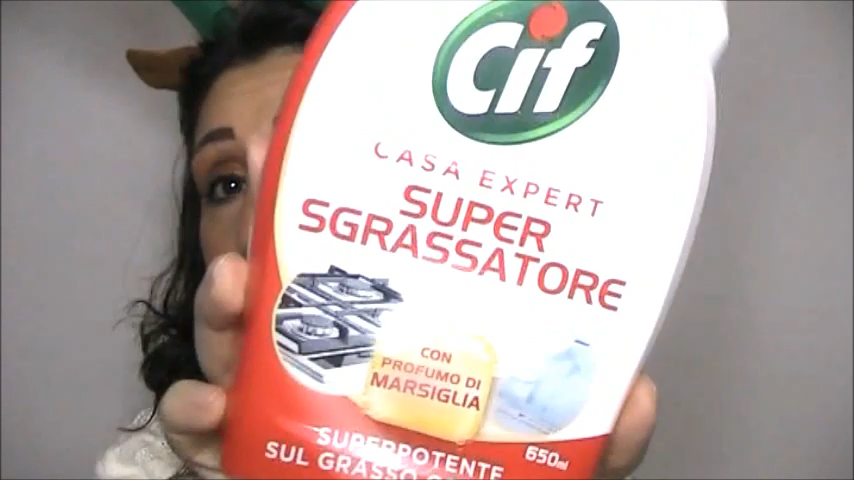 Cif
CASA EXPERT
SUPER
SGRASSATORE
CON
PROFUMO DI
MARSIGLIA
SUPERPOTENTE
SUL GRASSO
650ml